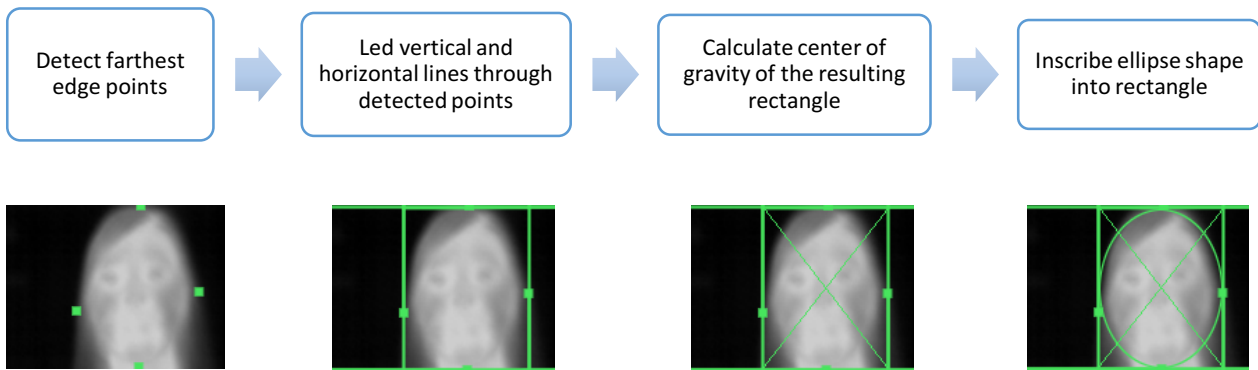 Detect farthest
edge points
Led vertical and
horizontal lines through
detected points
Calculate center of
gravity of the resulting
rectangle
Inscribe ellipse shape
into rectangle